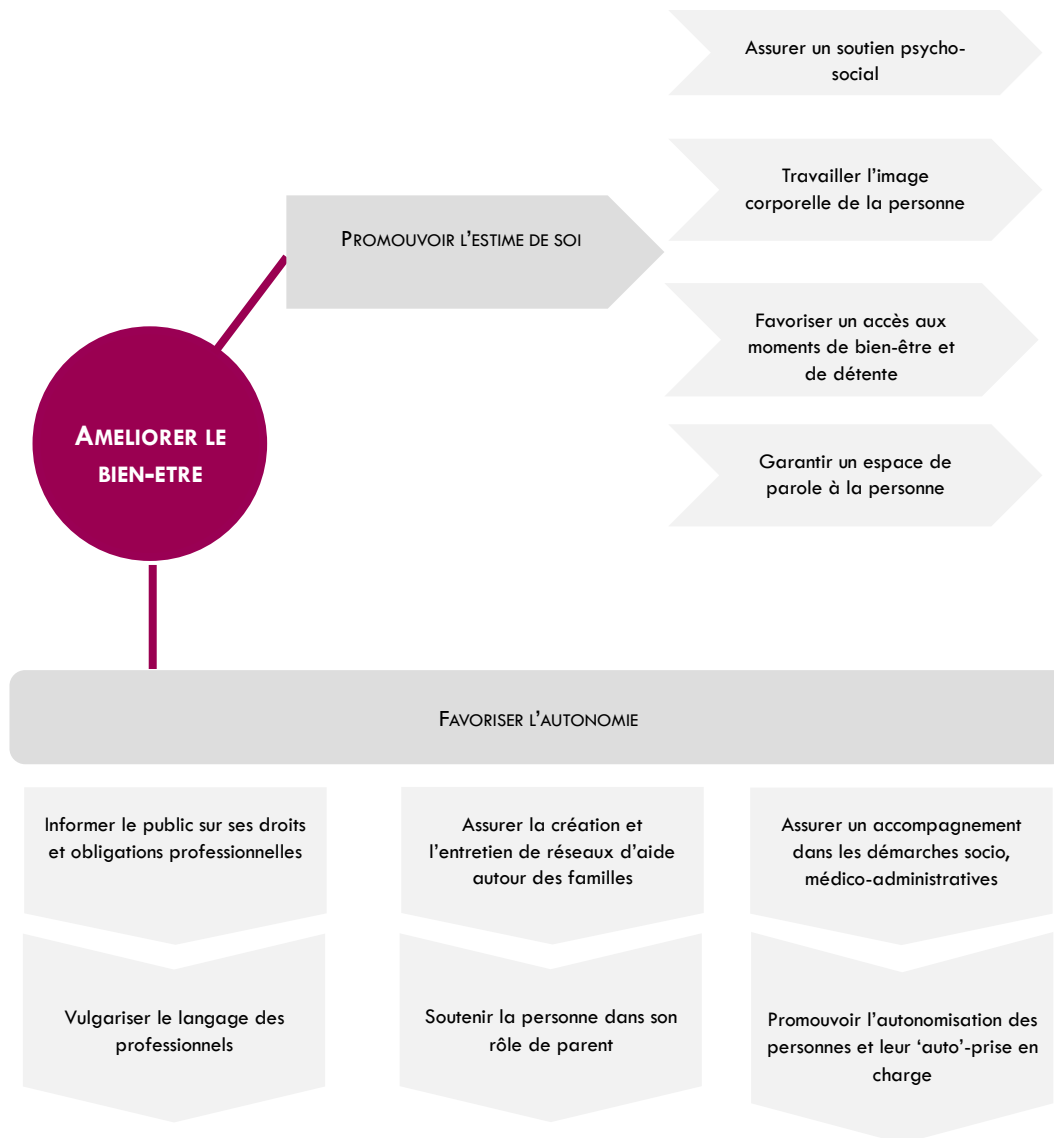 Assurer un soutien psycho-
social
Travailler l’image
corporelle de la personne
PROMOUVOIR L’ESTIME DE SOI
Favoriser un accès aux
moments de bien-être et
de détente
AMELIORER LE
BIEN-ETRE
Garantir un espace de
parole à la personne
FAVORISER L’AUTONOMIE
Informer le public sur ses droits
et obligations professionnelles
Assurer la création et
l’entretien de réseaux d’aide
autour des familles
Assurer un accompagnement
dans les démarches socio,
médico-administratives
Vulgariser le langage des
professionnels
Soutenir la personne dans son
rôle de parent
Promouvoir l’autonomisation des
personnes et leur ‘auto’-prise en
charge